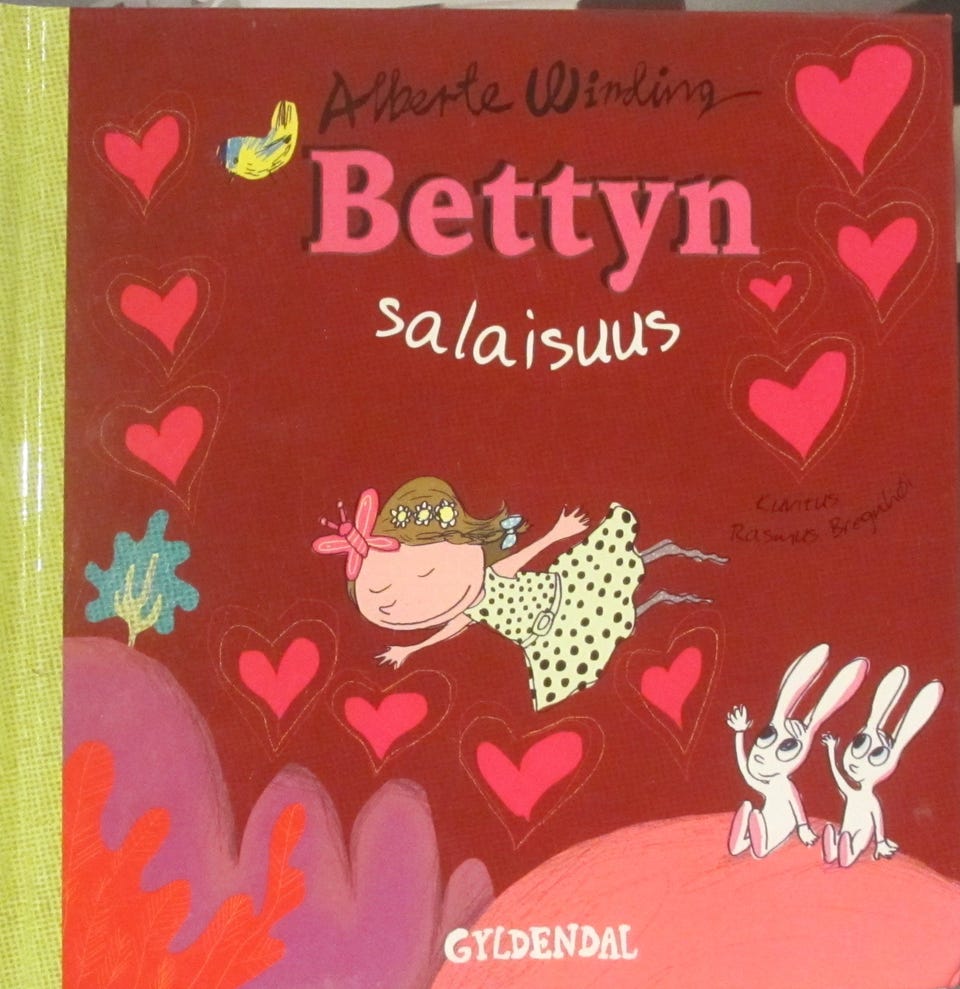 Alberte Winding
Bettyn
salaisuus
Kuvitus
Rasmus Bregnhøi
GYLDENDAL